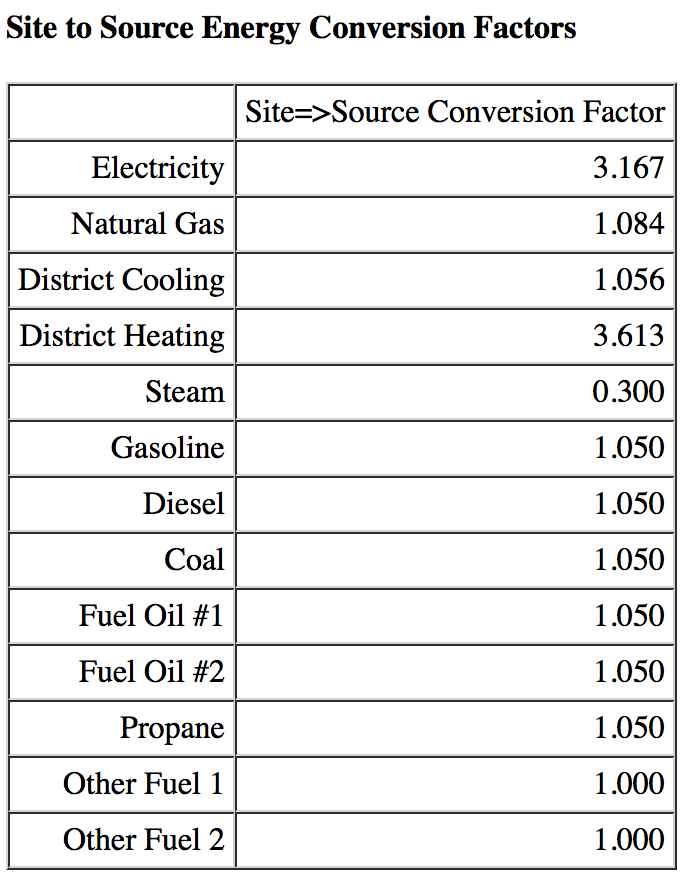 Site to Source Energy Conversion Factors
Site=>Source Conversion Factor
Electricity 3.167
Natural Gas 1.084
District Cooling 1.056
District Heating 3.613
Steam 0.300
Gasoline 1.050
Diesel 1.050
Coal 1.050
Fuel Oil #1 1.050
Fuel Oil #2 1.050
Propane 1.050
Other Fuel 1 1.000
Other Fuel 2 1.000